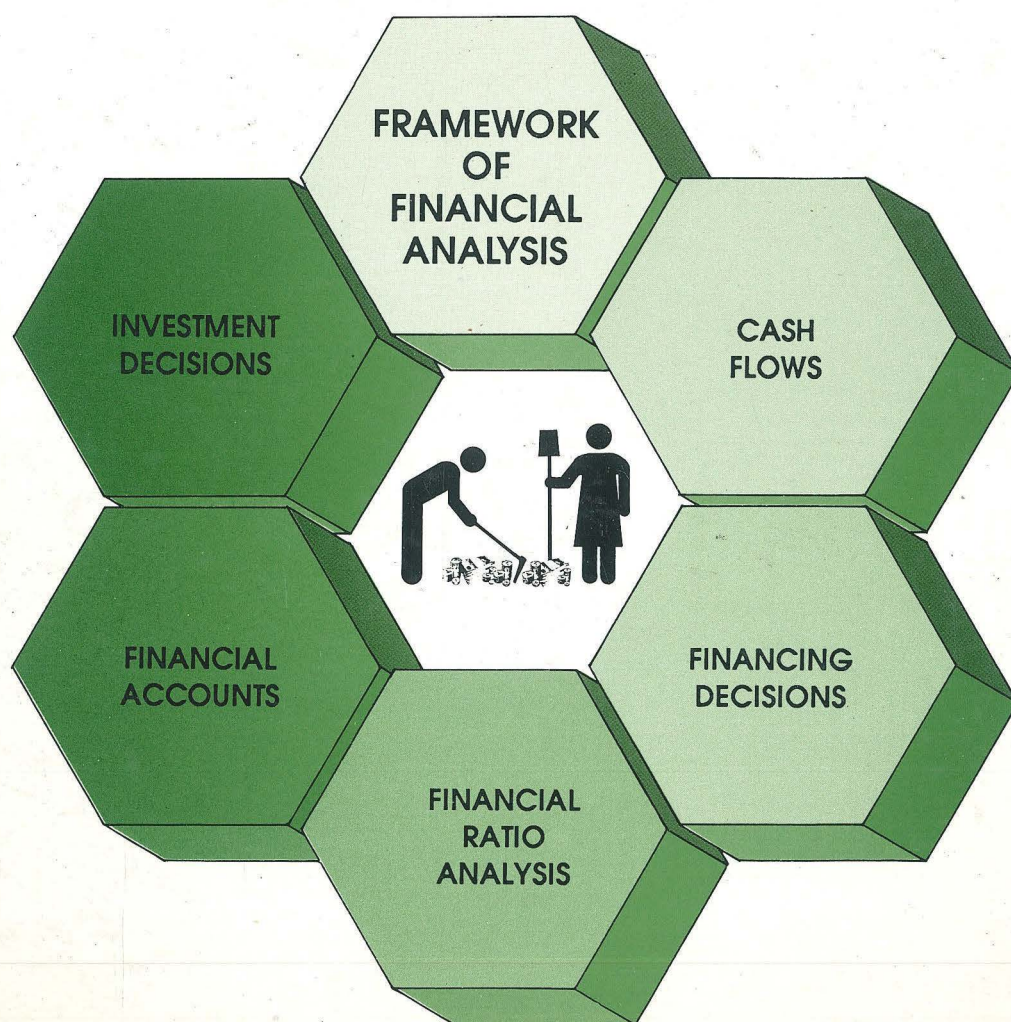 FRAMEWORK
OF
FINANCIAL
ANALYSIS
INVESTMENT
DECISIONS
CASH
FLOWS
FINANCIAL
ACCOUNTS
FINANCING
DECISIONS
FINANCIAL
RATIO
ANALYSIS